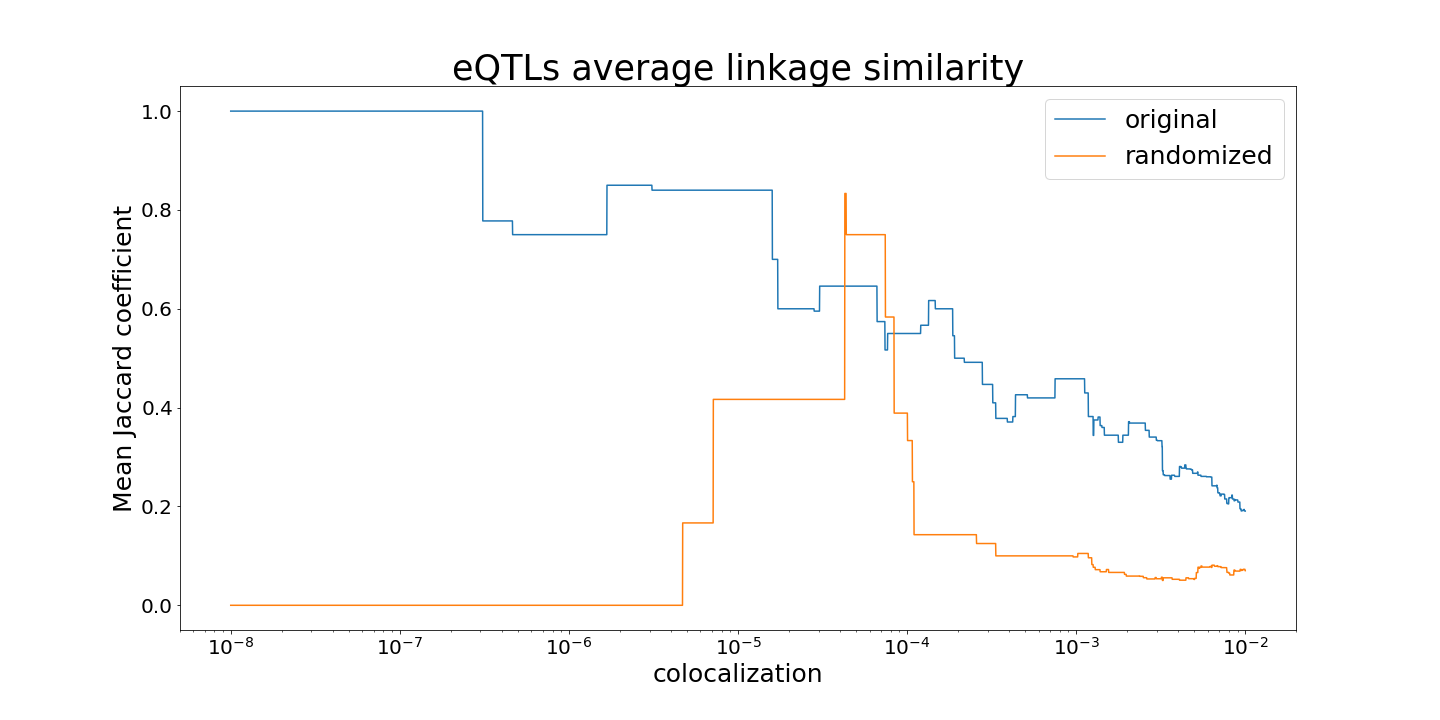 eQTLs average linkage similarity
original
randomized
Mean Jaccard coefficient
1.0
0.8
0.6
0.4
0.2
0.0
10⁻⁸ 10⁻⁷ 10⁻⁶ 10⁻⁵ 10⁻⁴ 10⁻³ 10⁻²
colocalization